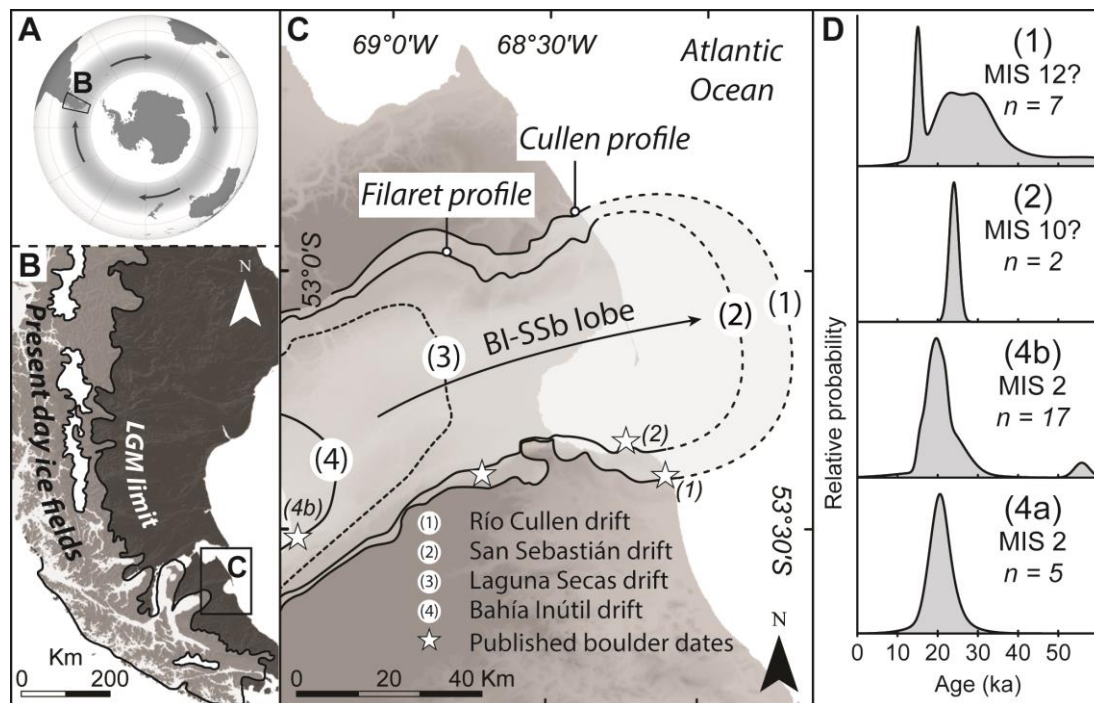 A
B
B
N
Present day ice fields
LGM limit
C
Km
0
200
C
69°0'W
68°30'W
Atlantic
Ocean
Cullen profile
Filaret profile
53°0'S
BI-SSb lobe
(1)
(2)
(3)
(4)
(4b)
(2)
(1)
53°30'S
(1) Río Cullen drift
(2) San Sebastián drift
(3) Laguna Secas drift
(4) Bahía Inútil drift
Published boulder dates
N
0 20 40 Km
D
(1)
MIS 12?
n = 7
(2)
MIS 10?
n = 2
(4b)
MIS 2
n = 17
(4a)
MIS 2
n = 5
Relative probability
0 20 40
Age (ka)